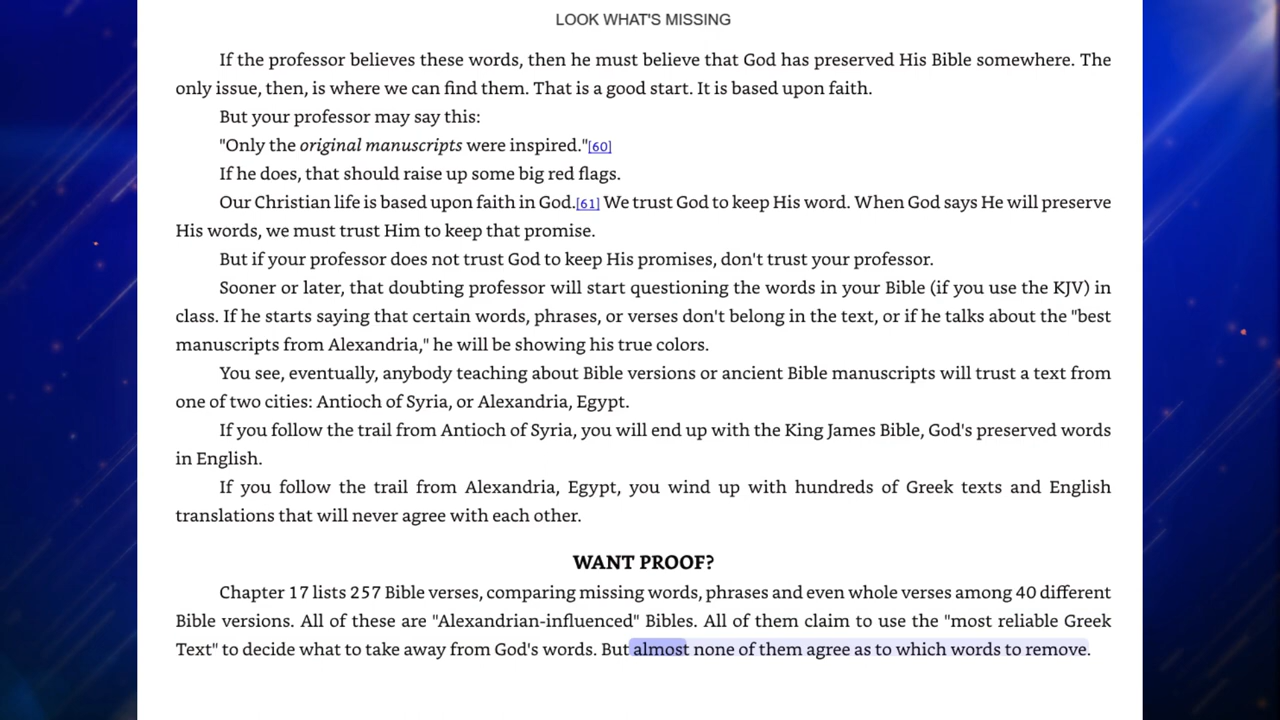 LOOK WHAT'S MISSING
If the professor believes these words, then he must believe that God has preserved His Bible somewhere. The
only issue, then, is where we can find them. That is a good start. It is based upon faith.
But your professor may say this:
"Only the original manuscripts were inspired."[60]
If he does, that should raise up some big red flags.
Our Christian life is based upon faith in God.[61] We trust God to keep His word. When God says He will preserve
His words, we must trust Him to keep that promise.
But if your professor does not trust God to keep His promises, don't trust your professor.
Sooner or later, that doubting professor will start questioning the words in your Bible (if you use the KJV) in
class. If he starts saying that certain words, phrases, or verses don't belong in the text, or if he talks about the "best
manuscripts from Alexandria," he will be showing his true colors.
You see, eventually, anybody teaching about Bible versions or ancient Bible manuscripts will trust a text from
one of two cities: Antioch of Syria, or Alexandria, Egypt.
If you follow the trail from Antioch of Syria, you will end up with the King James Bible, God's preserved words
in English.
If you follow the trail from Alexandria, Egypt, you wind up with hundreds of Greek texts and English
translations that will never agree with each other.
WANT PROOF?
Chapter 17 lists 257 Bible verses, comparing missing words, phrases and even whole verses among 40 different
Bible versions. All of these are "Alexandrian-influenced" Bibles. All of them claim to use the "most reliable Greek
Text" to decide what to take away from God's words. But almost none of them agree as to which words to remove.